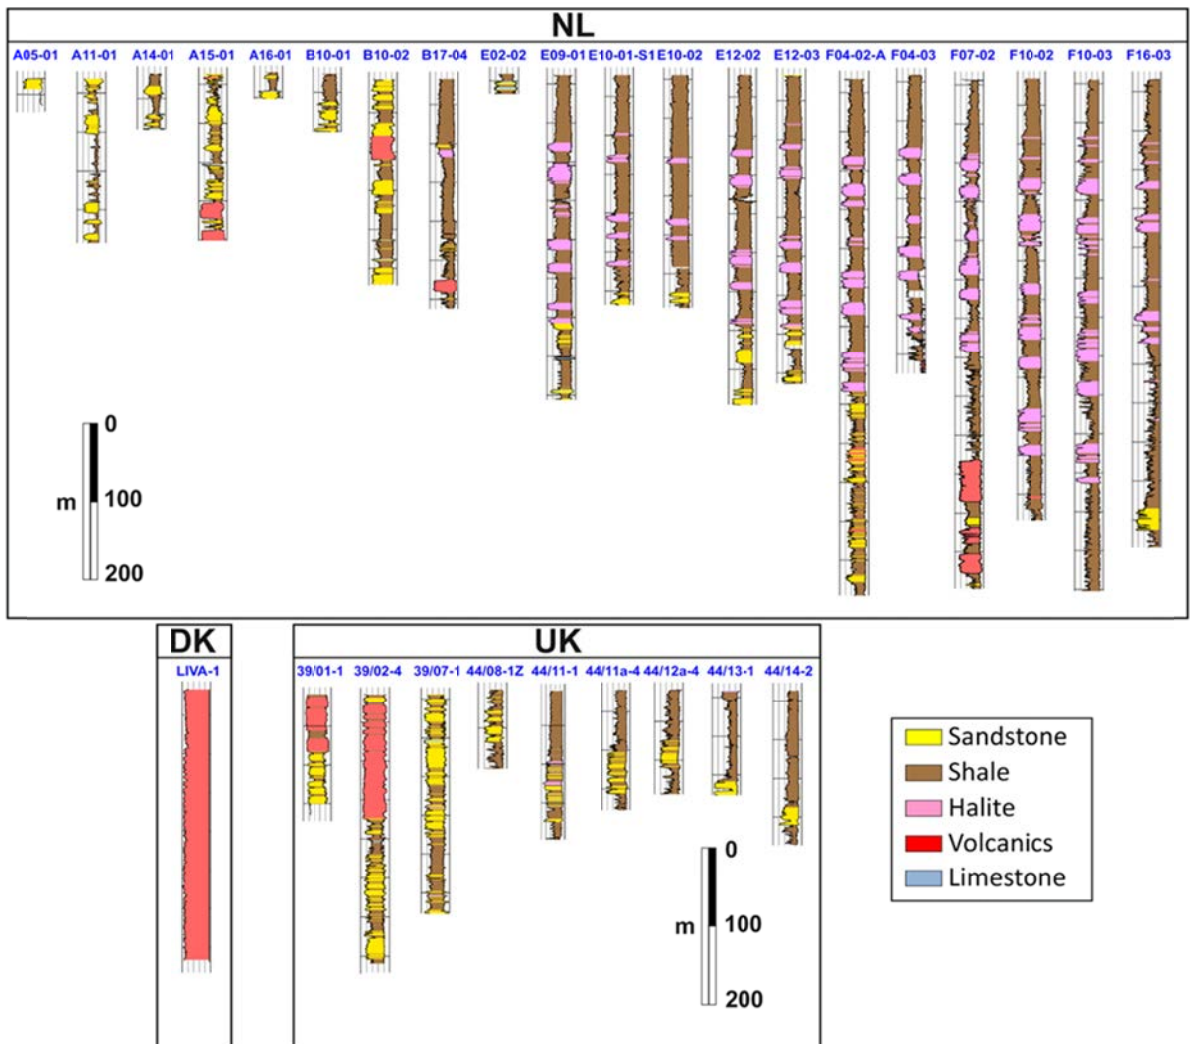 NL
A05-01 A11-01 A14-01 A15-01 A16-01 B10-01 B10-02 B17-04 E02-02 E09-01 E10-01-S1 E10-02 E12-02 E12-03 F04-02-A F04-03 F07-02 F10-02 F10-03 F16-03
0
m 100
200
DK UK
LIVA-1 39/01-1 39/02-4 39/07-1 44/08-1Z 44/11-1 44/11a-4 44/12a-4 44/13-1 44/14-2
Sandstone
Shale
Halite
Volcanics
Limestone
0
m 100
200